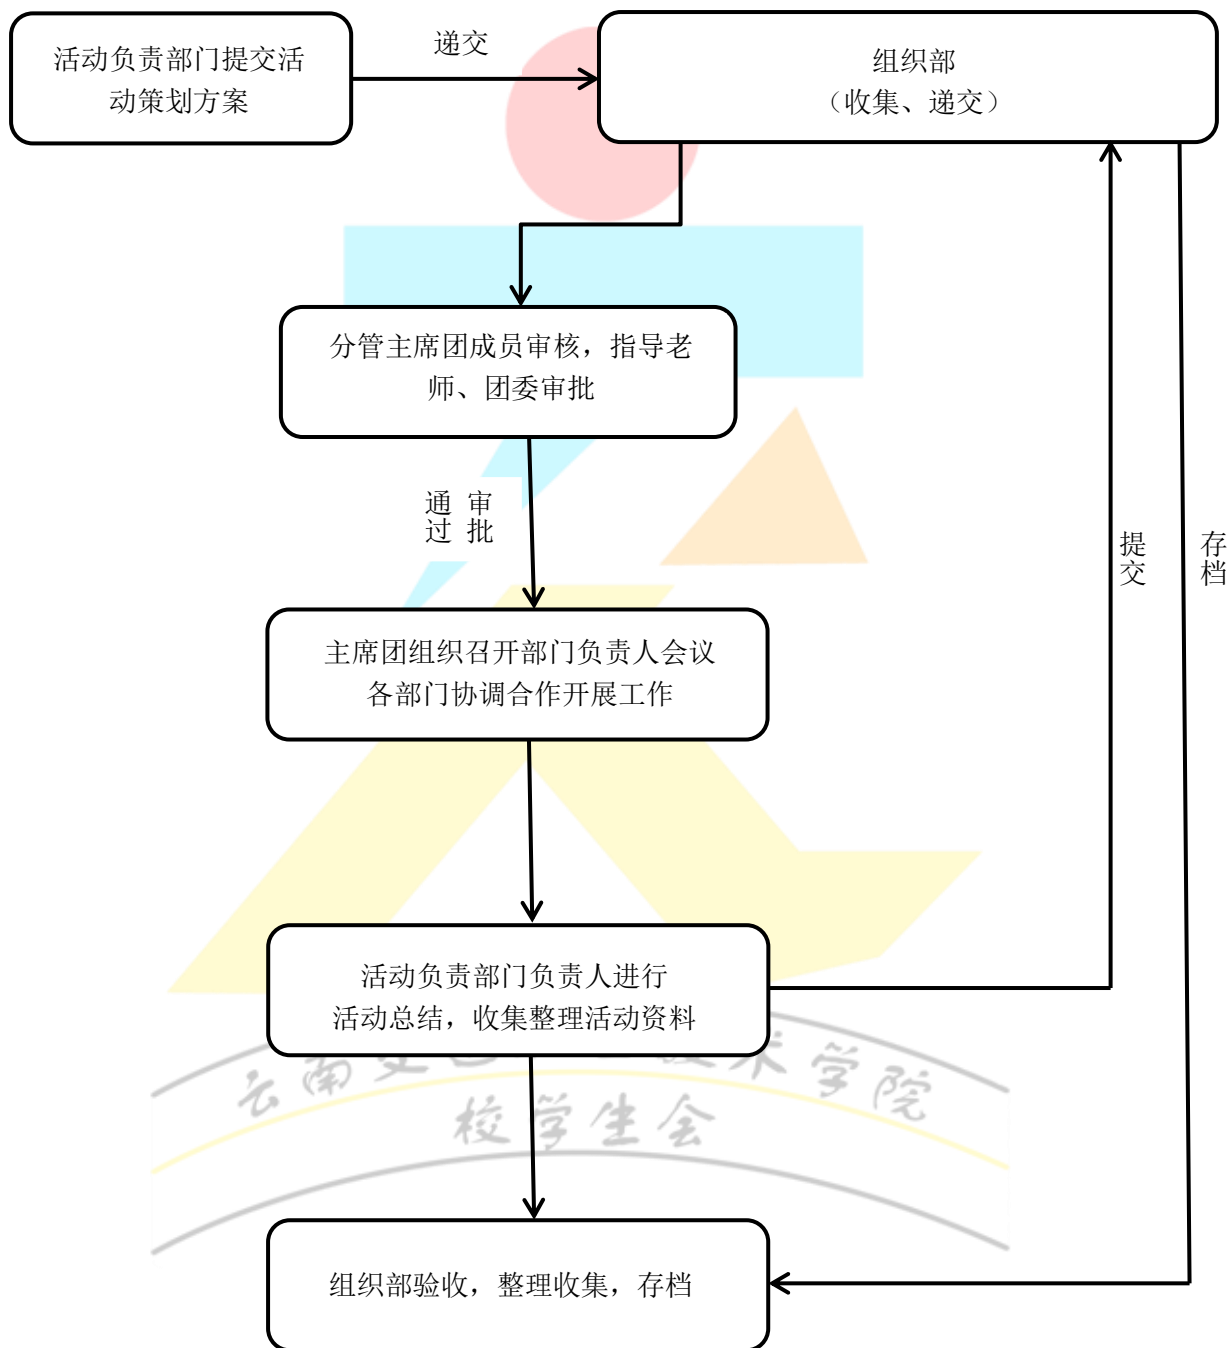 活动负责部门提交活
动策划方案
递交
组织部
（收集、递交）
分管主席团成员审核，指导老
师、团委审批
审批
通过
主席团组织召开部门负责人会议
各部门协调合作开展工作
提交
存档
活动负责部门负责人进行
活动总结，收集整理活动资料
云南交
技术学院
校学生会
组织部验收，整理收集，存档